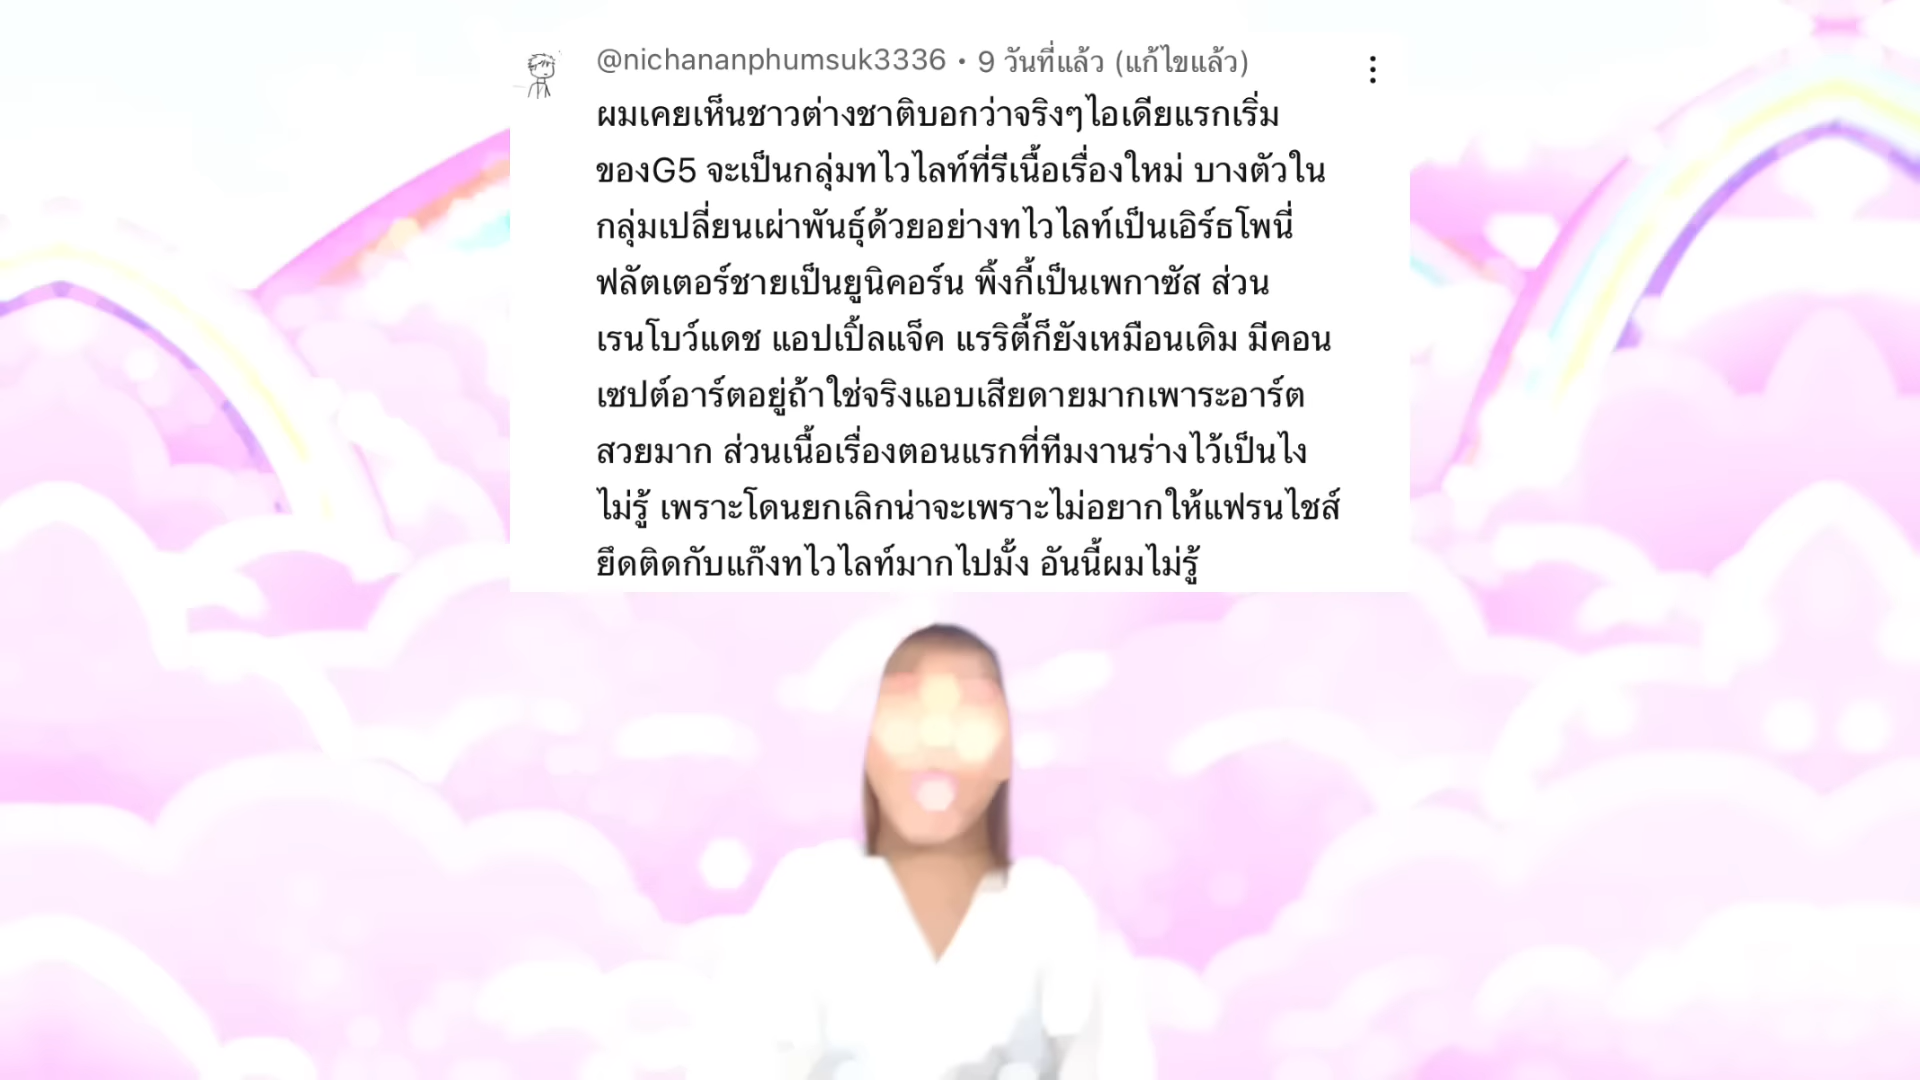 @nichananphumsuk3336 • 9 วันที่แล้ว (แก้ไขแล้ว)
ผมเคยเห็นชาวต่างชาติบอกว่าจริงๆไอเดียแรกเริ่ม
ของG5 จะเป็นกลุ่มทไวไลท์ที่รีเนื้อเรื่องใหม่ บางตัวใน
กลุ่มเปลี่ยนเผ่าพันธุ์ด้วยอย่างทไวไลท์เป็นเอิร์ธโพนี่
ฟลัตเตอร์ชายเป็นยูนิคอร์น พิ้งกี้เป็นเพกาซัส ส่วน
เรนโบว์แดช แอปเปิ้ลแจ็ค แรริตี้ก็ยังเหมือนเดิม มีคอน
เซปต์อาร์ตอยู่ถ้าใช่จริงแอบเสียดายมากเพาระอาร์ต
สวยมาก ส่วนเนื้อเรื่องตอนแรกที่ทีมงานร่างไว้เป็นไง
ไม่รู้ เพราะโดนยกเลิกน่าจะเพราะไม่อยากให้แฟรนไชส์
ยึดติดกับแก๊งทไวไลท์มากไปมั้ง อันนี้ผมไม่รู้